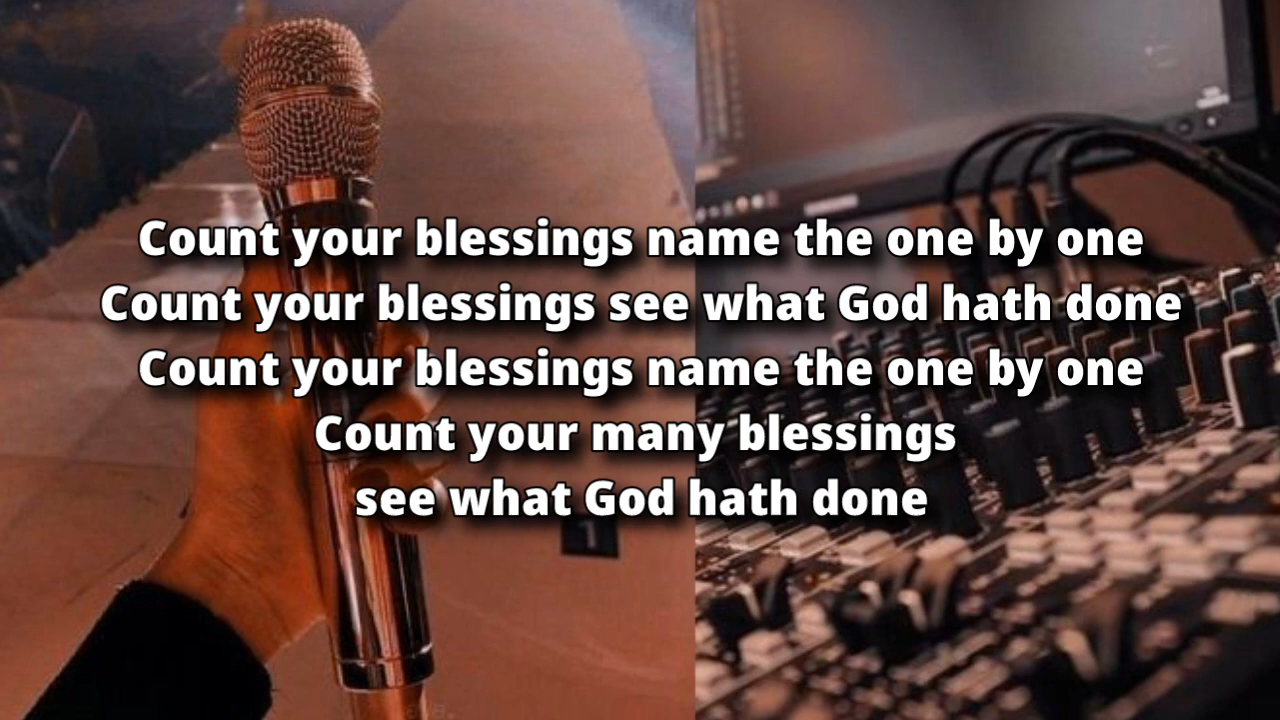 Count your blessings name the one by one
Count your blessings see what God hath done
Count your blessings name the one by one
Count your many blessings
see what God hath done
1